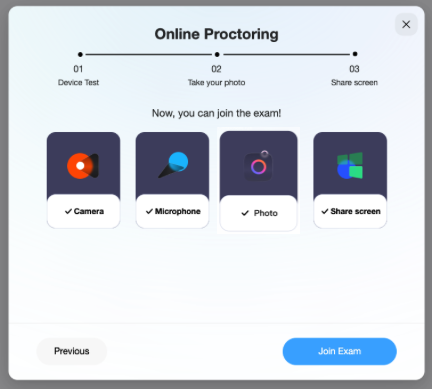 Online Proctoring
01
02
03
Device Test
Take your photo
Share screen
Now, you can join the exam!
Camera
Microphone
Photo
Share screen
Previous
Join Exam